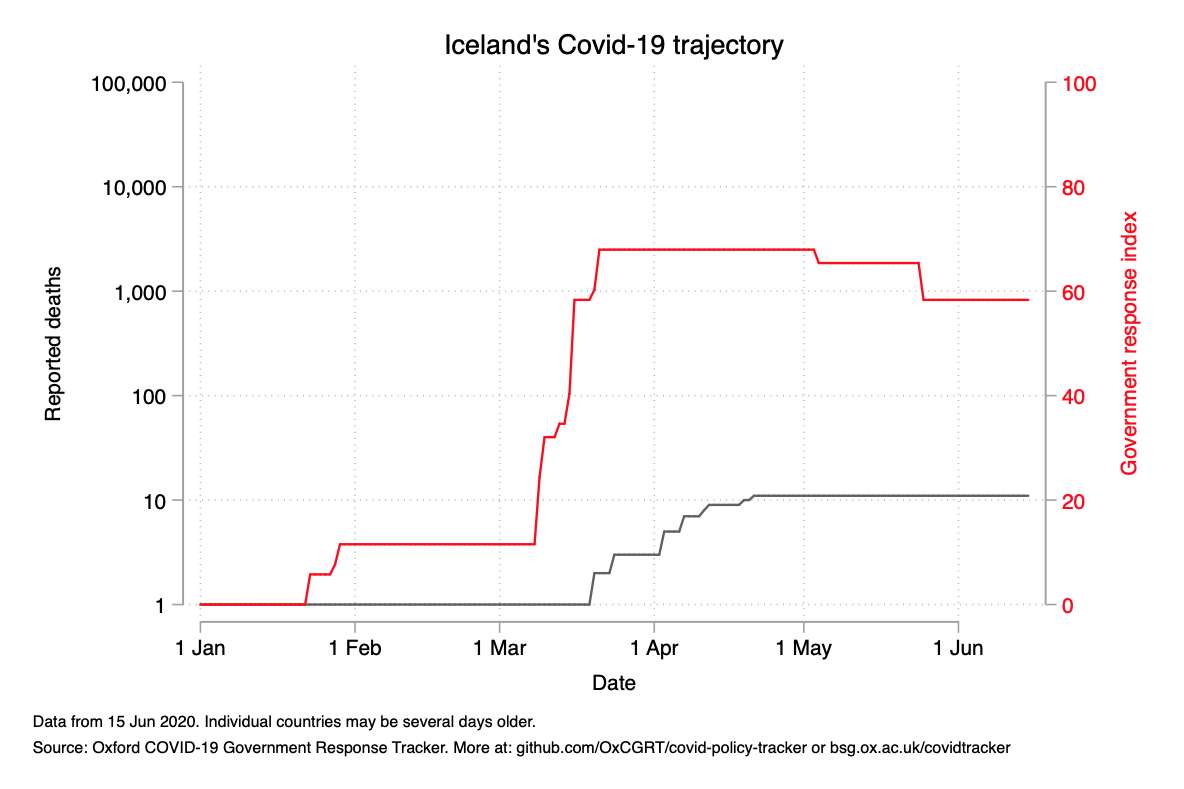 Iceland's Covid-19 trajectory
100,000
10,000
1,000
100
10
1
Reported deaths
100
80
60
40
20
0
Government response index
1 Jan
1 Feb
1 Mar
1 Apr
1 May
1 Jun
Date
Data from 15 Jun 2020. Individual countries may be several days older.
Source: Oxford COVID-19 Government Response Tracker. More at: github.com/OxCGRT/covid-policy-tracker or bsg.ox.ac.uk/covidtracker